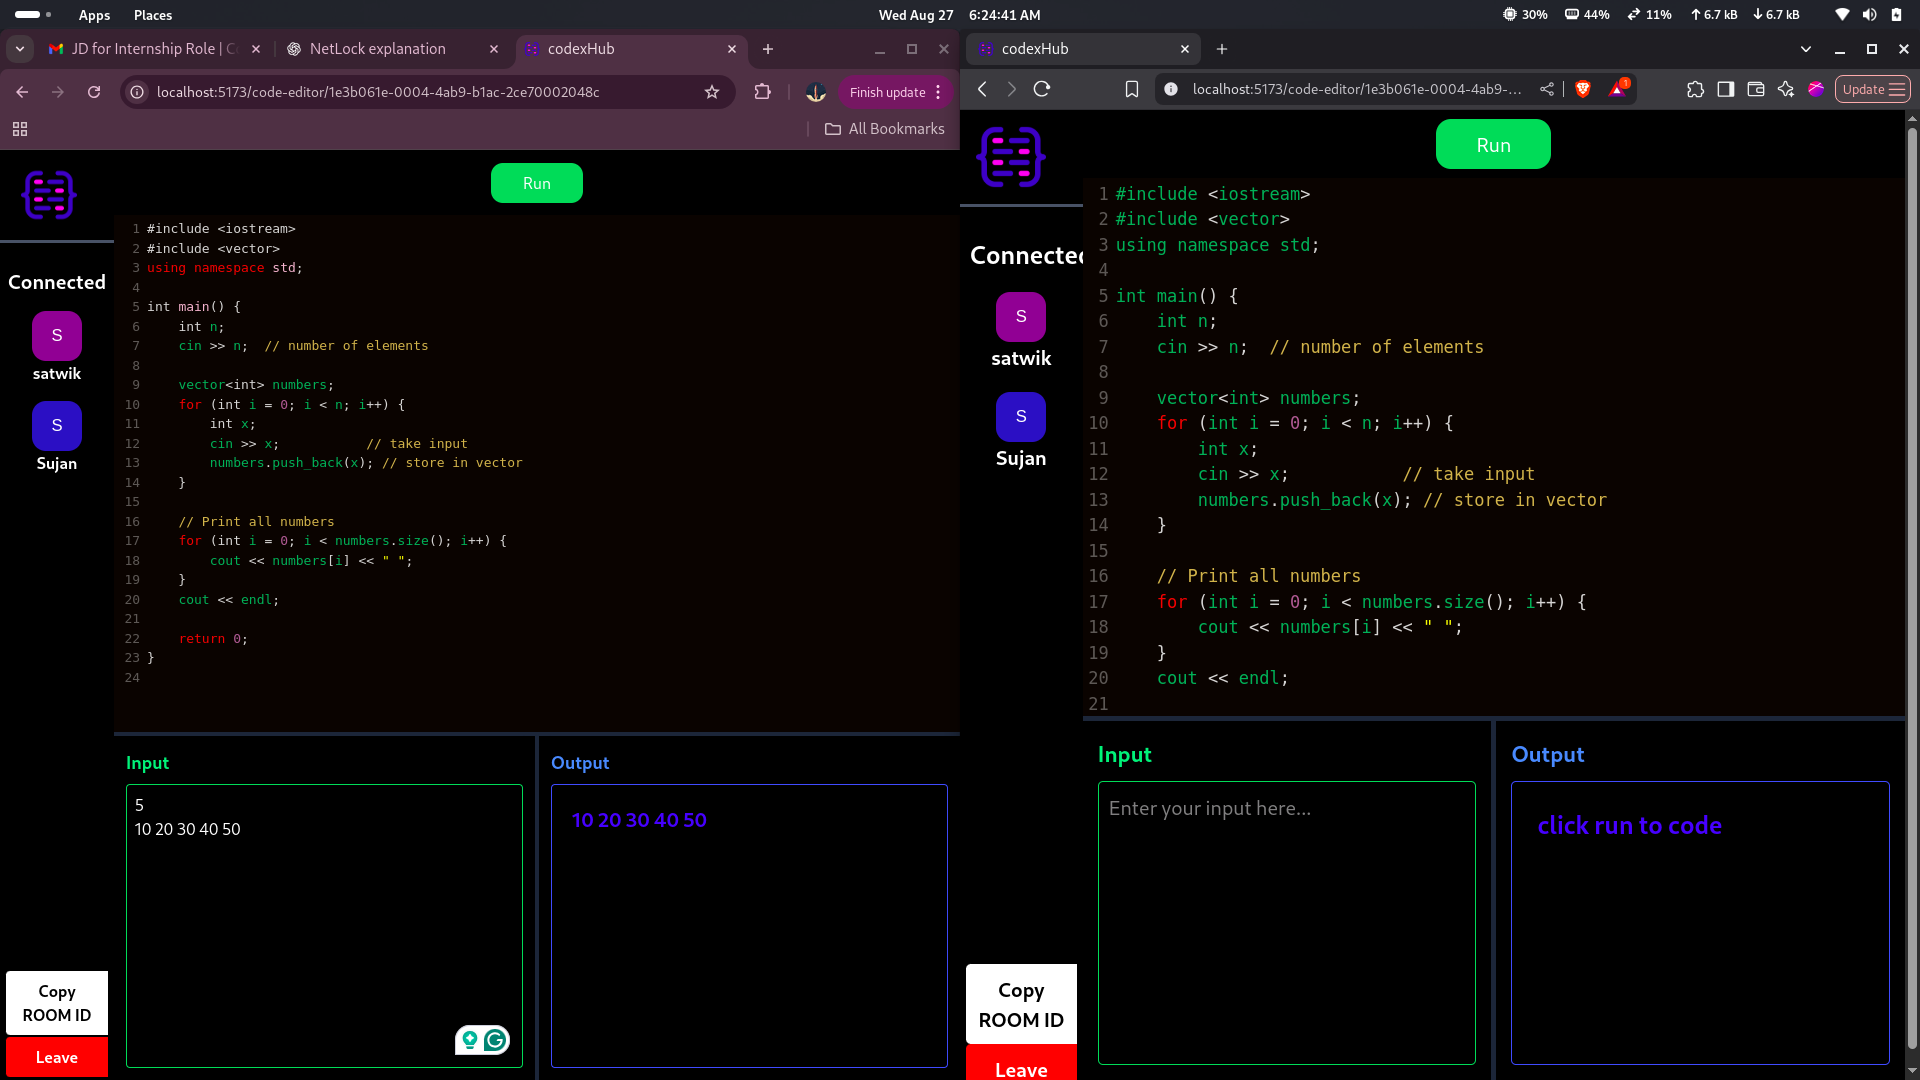 Apps Places Wed Aug 27 6:24:41 AM 30% 44% 11% 6.7 kB 6.7 kB
JD for Internship Role | C
NetLock explanation
codexHub
localhost:5173/code-editor/1e3b061e-0004-4ab9-b1ac-2ce70002048c
Finish update
All Bookmarks
Run
Connected
S
satwik
S
Sujan
1 #include <iostream>
2 #include <vector>
3 using namespace std;
4
5 int main() {
6     int n;
7     cin >> n;  // number of elements
8
9     vector<int> numbers;
10     for (int i = 0; i < n; i++) {
11         int x;
12         cin >> x;           // take input
13         numbers.push_back(x); // store in vector
14     }
15
16     // Print all numbers
17     for (int i = 0; i < numbers.size(); i++) {
18         cout << numbers[i] << " ";
19     }
20     cout << endl;
21
22     return 0;
23 }
24
Input
5
10 20 30 40 50
Output
10 20 30 40 50
Copy
ROOM ID
Leave
codexHub
localhost:5173/code-editor/1e3b061e-0004-4ab9-...
1
Update
Run
Connected
S
satwik
S
Sujan
1 #include <iostream>
2 #include <vector>
3 using namespace std;
4
5 int main() {
6     int n;
7     cin >> n;  // number of elements
8
9     vector<int> numbers;
10     for (int i = 0; i < n; i++) {
11         int x;
12         cin >> x;           // take input
13         numbers.push_back(x); // store in vector
14     }
15
16     // Print all numbers
17     for (int i = 0; i < numbers.size(); i++) {
18         cout << numbers[i] << " ";
19     }
20     cout << endl;
21
Input
Enter your input here...
Output
click run to code
Copy
ROOM ID
Leave